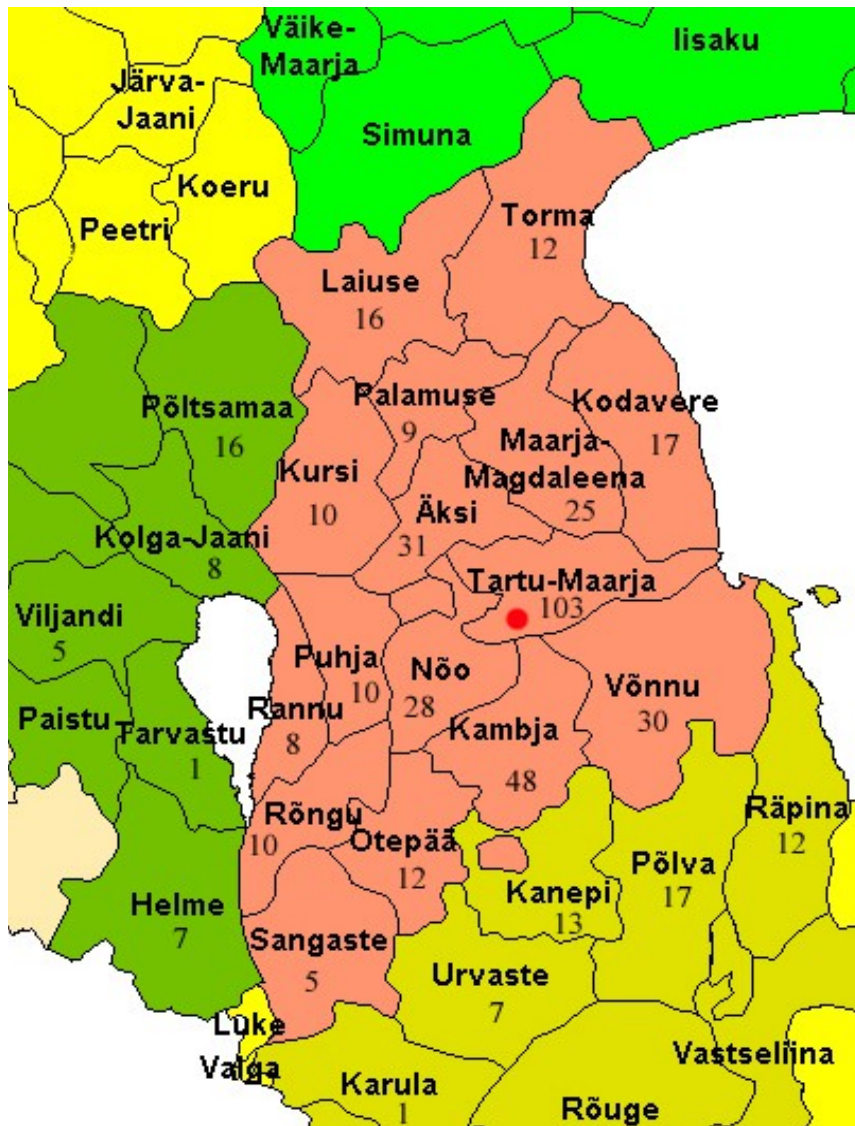 Väike-
Maarja
Iisaku
Järva-
Jaani
Simuna
Koeru
Torma
12
Peetri
Laiuse
16
Palamuse
9
Kodavere
17
Põltsamaa
16
Maarja-
Magdaleena
25
Kursi
10
Äksi
31
Kolga-Jaani
8
Tartu-Maarja
103
Viljandi
5
Puhja
10
Nõo
28
Võnnu
30
Paistu
Tarvastu
1
Rannu
8
Kambja
48
Rõngu
10
Otepää
12
Räpina
12
Põlva
17
Kanepi
13
Helme
7
Sangaste
5
Urvaste
7
Luke
Valga
Vastseliina
Karula
1
Rõuge